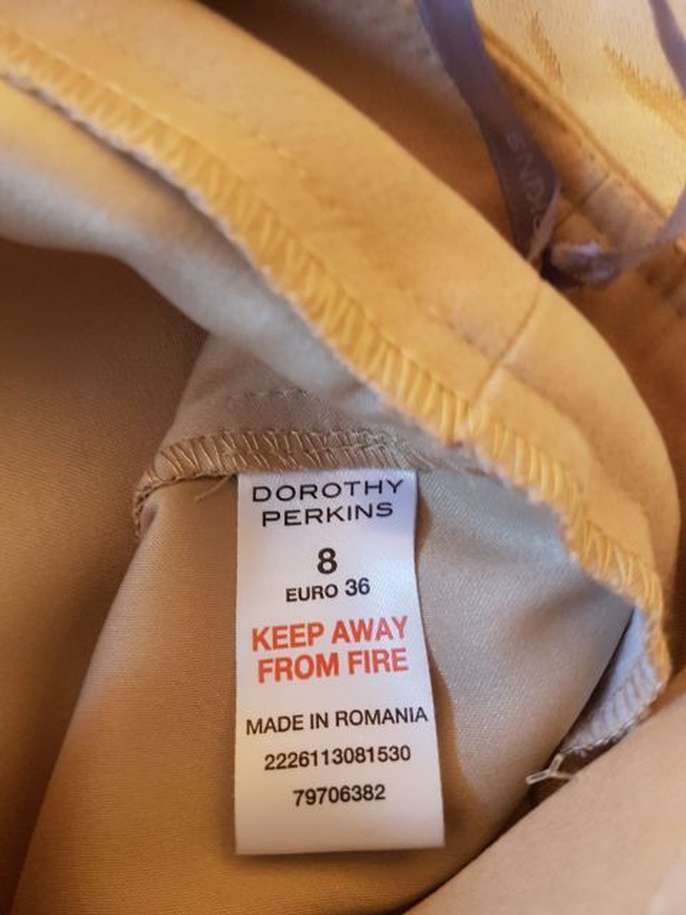 DOROTHY
PERKINS
8
EURO 36
KEEP AWAY
FROM FIRE
MADE IN ROMANIA
2226113081530
79706382